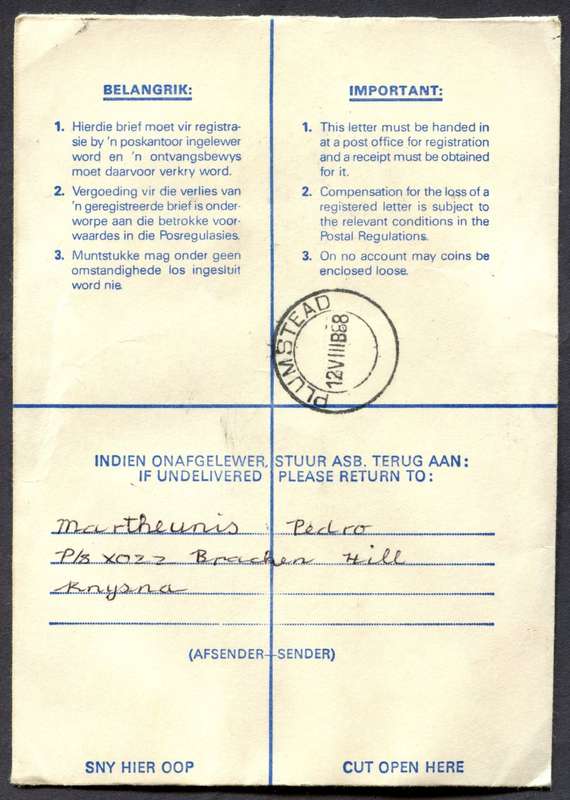 BELANGRIK:
1. Hierdie brief moet vir registra-
sie by 'n poskantoor ingelewer
word en 'n ontvangsbewys
moet daarvoor verkry word.
2. Vergoeding vir die verlies van
'n geregistreerde brief is onder-
worpe aan die betrokke voor-
waardes in die Posregulasies.
3. Muntstukke mag onder geen
omstandighede los ingesluit
word nie.
IMPORTANT:
1. This letter must be handed in
at a post office for registration
and a receipt must be obtained
for it.
2. Compensation for the loss of a
registered letter is subject to
the relevant conditions in the
Postal Regulations.
3. On no account may coins be
enclosed loose.
PLUMSTEAD
12VIII88
INDIEN ONAFGELEWER, STUUR ASB. TERUG AAN:
IF UNDELIVERED PLEASE RETURN TO:
Martheunis Pedro
P/B X022 Bracken Hill
Knysna
(AFSENDER-SENDER)
SNY HIER OOP
CUT OPEN HERE